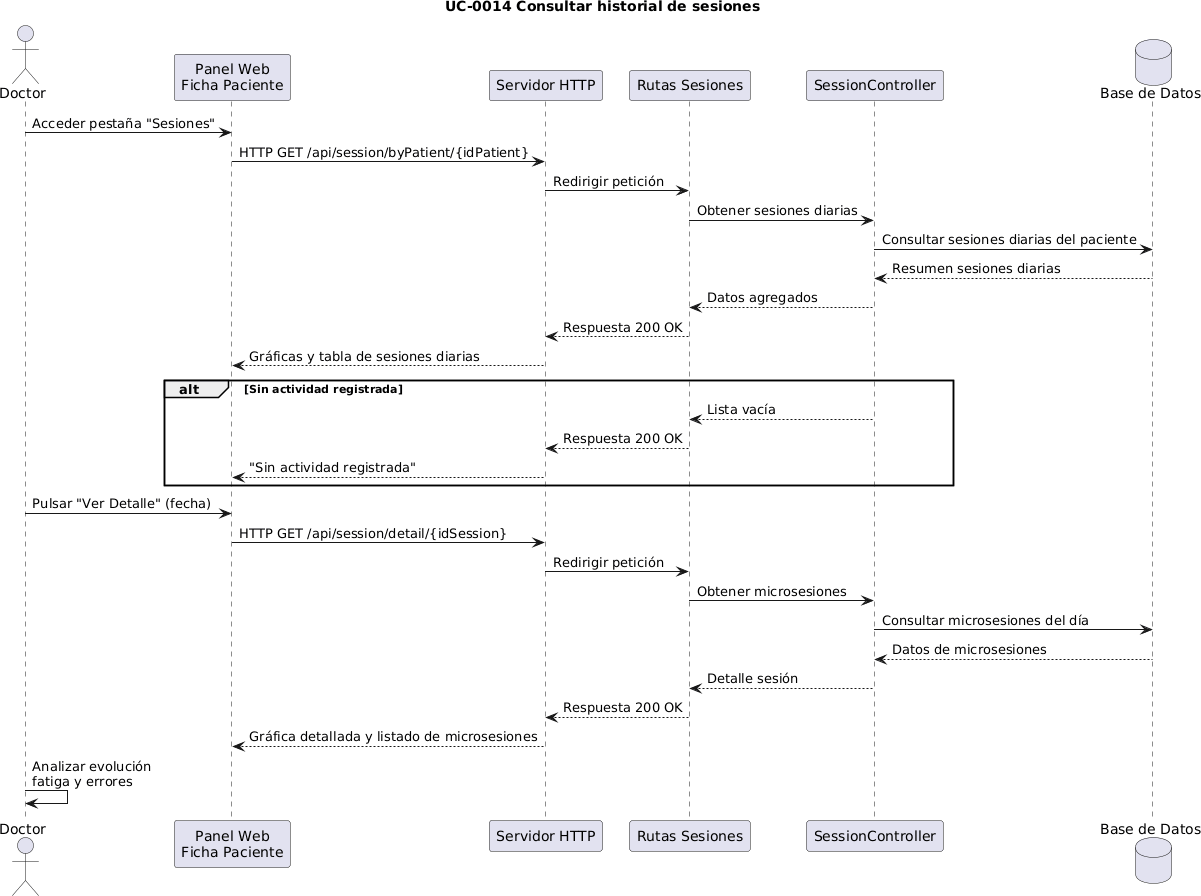 UC-0014 Consultar historial de sesiones
Doctor
Panel Web
Ficha Paciente
Servidor HTTP
Rutas Sesiones
SessionController
Base de Datos
Acceder pestaña "Sesiones"
HTTP GET /api/session/byPatient/{idPatient}
Redirigir petición
Obtener sesiones diarias
Consultar sesiones diarias del paciente
Resumen sesiones diarias
Datos agregados
Respuesta 200 OK
Gráficas y tabla de sesiones diarias
alt
[Sin actividad registrada]
Lista vacía
Respuesta 200 OK
"Sin actividad registrada"
Pulsar "Ver Detalle" (fecha)
HTTP GET /api/session/detail/{idSession}
Redirigir petición
Obtener microsesiones
Consultar microsesiones del día
Datos de microsesiones
Detalle sesión
Respuesta 200 OK
Gráfica detallada y listado de microsesiones
Analizar evolución
fatiga y errores
Doctor
Panel Web
Ficha Paciente
Servidor HTTP
Rutas Sesiones
SessionController
Base de Datos